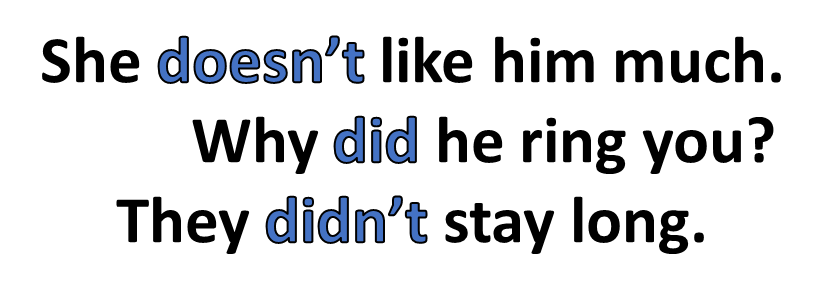 She doesn’t like him much.
Why did he ring you?
They didn’t stay long.